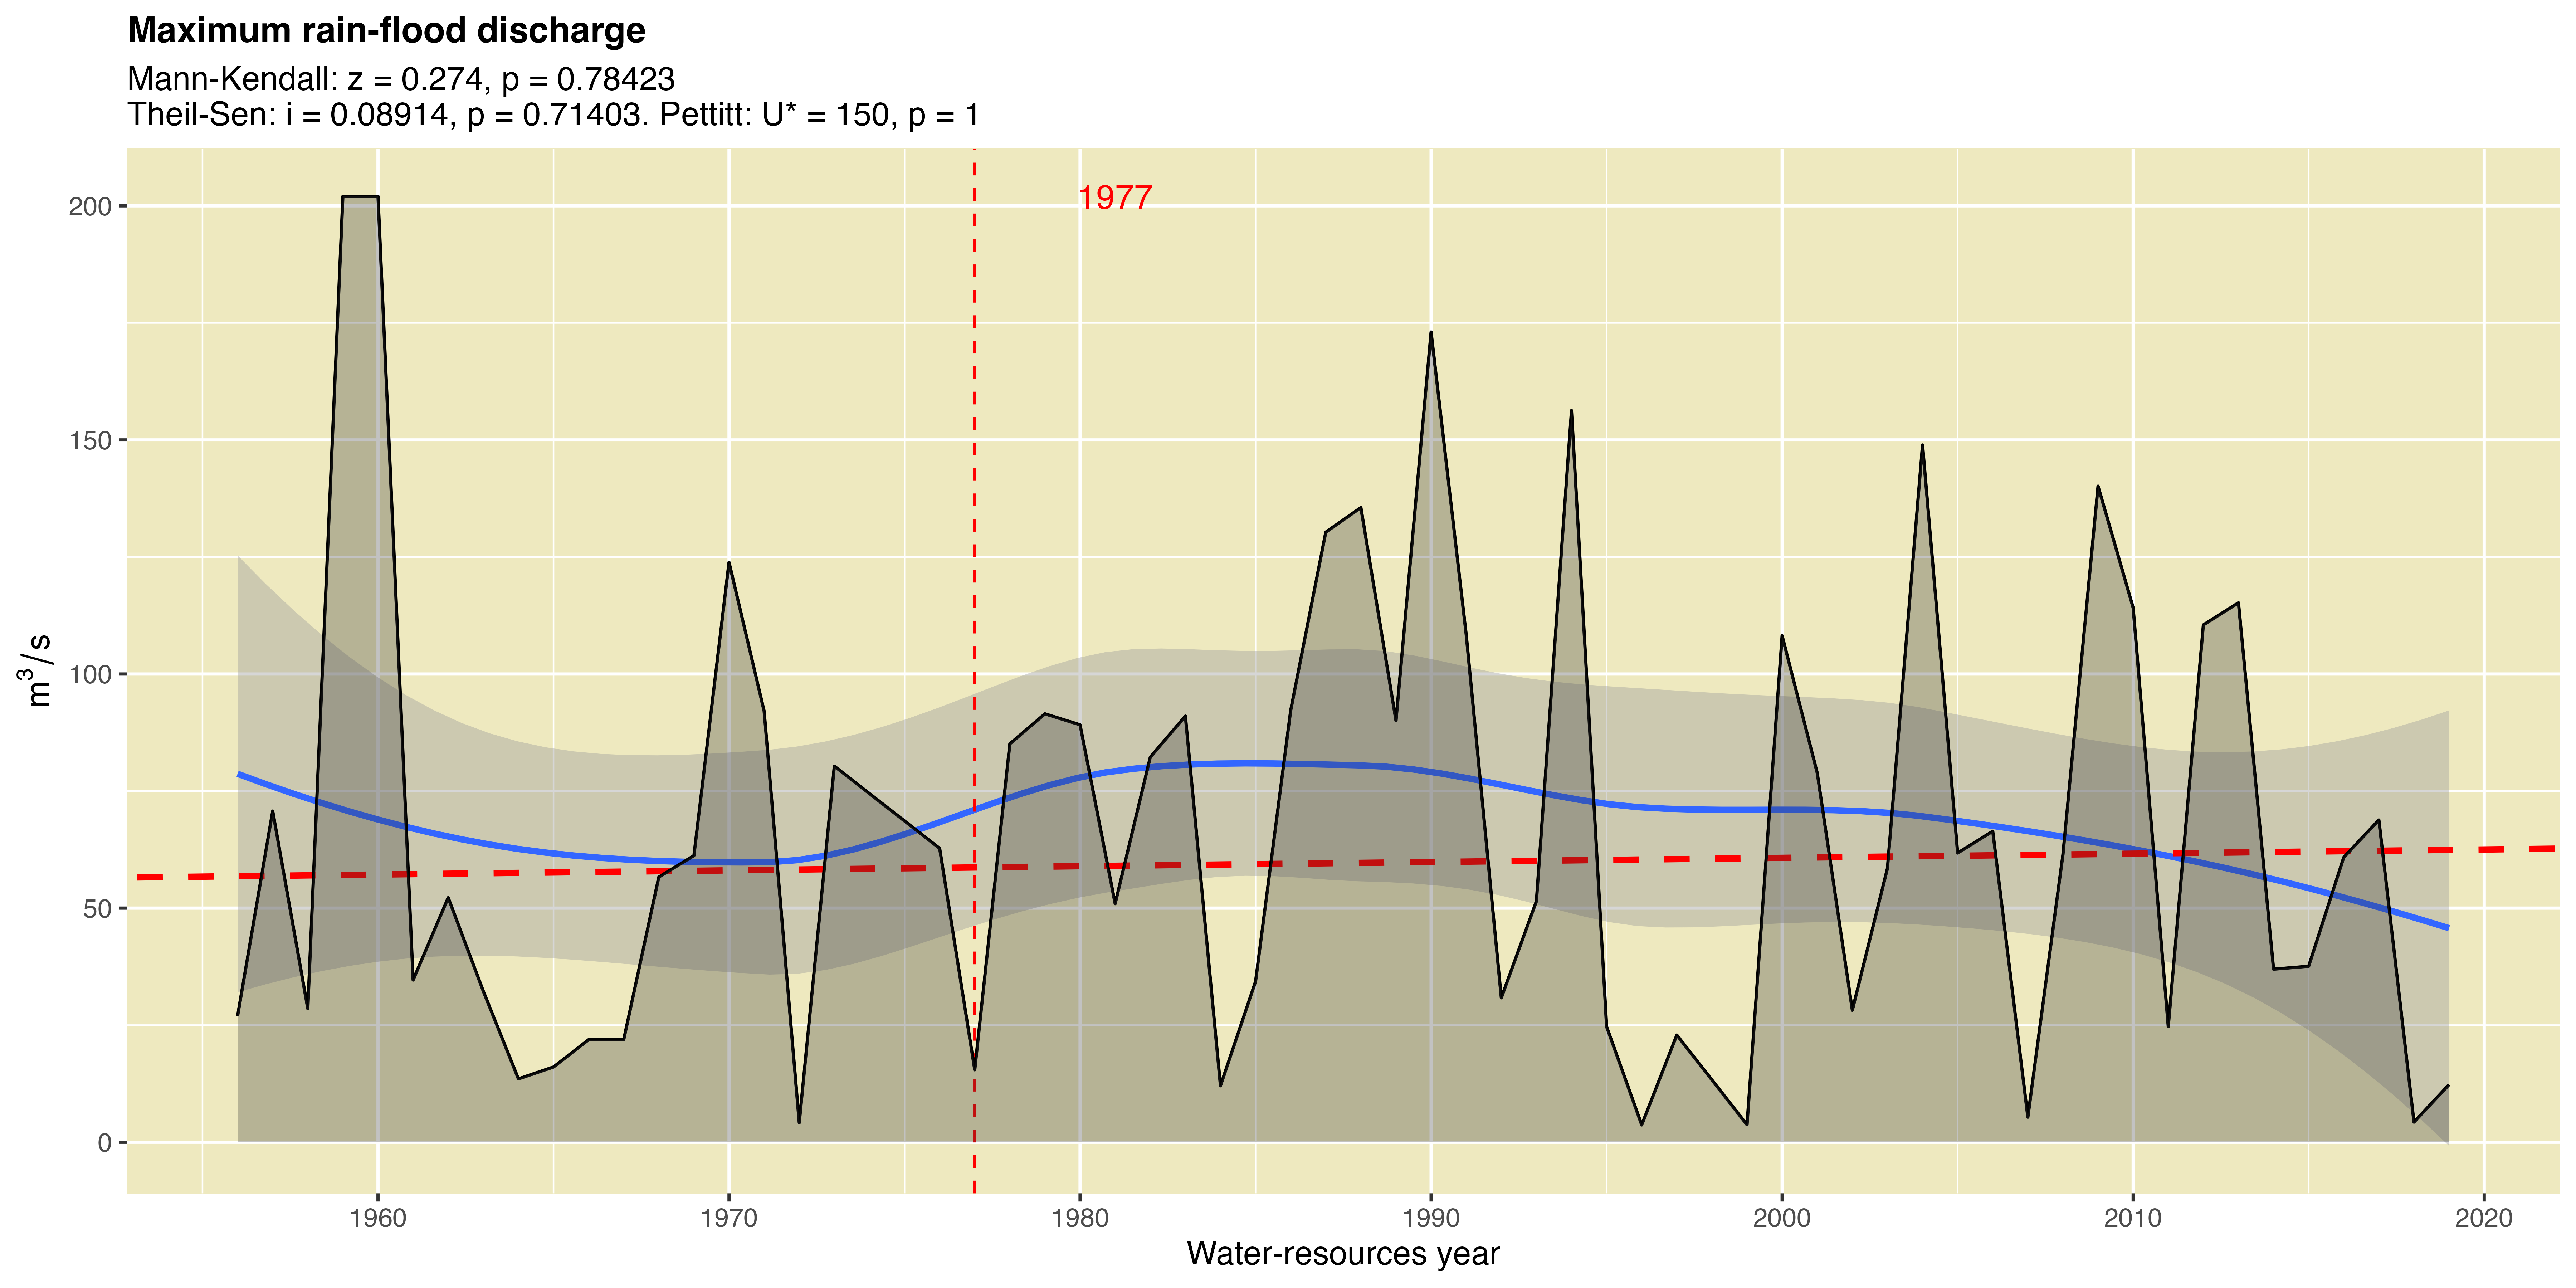 Maximum rain-flood discharge
Mann-Kendall: z = 0.274, p = 0.78423
Theil-Sen: i = 0.08914, p = 0.71403. Pettitt: U* = 150, p = 1
1977
200
150
100
50
0
m³/s
1960 1970 1980 1990 2000 2010 2020
Water-resources year